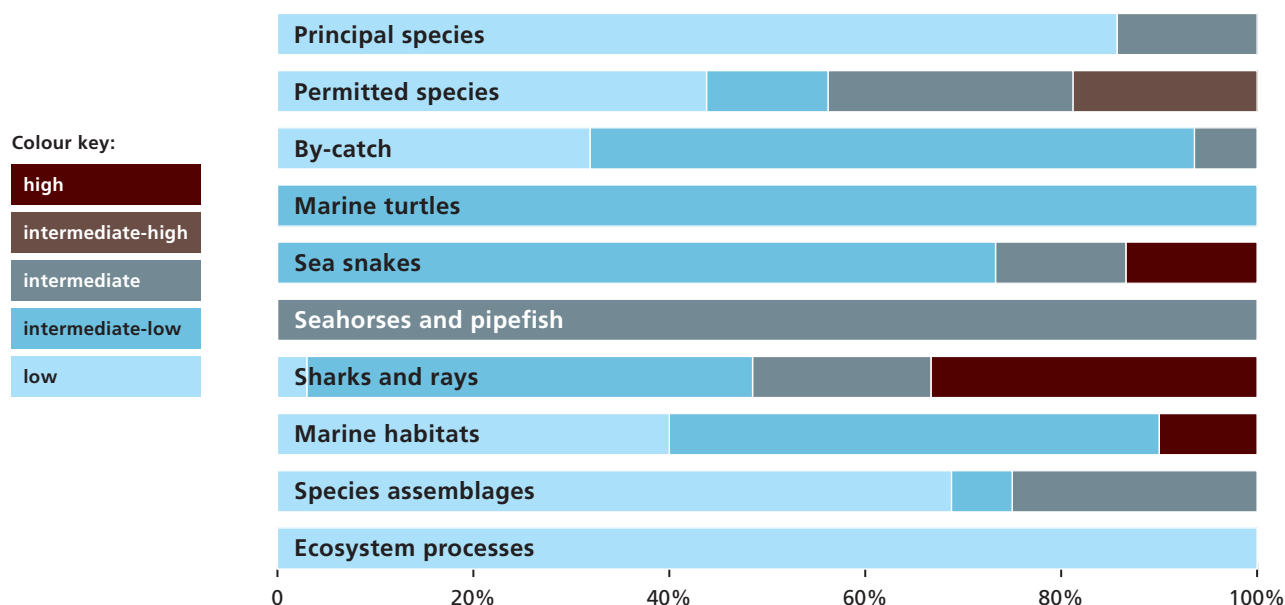 Principal species
Permitted species
By-catch
Marine turtles
Sea snakes
Seahorses and pipefish
Sharks and rays
Marine habitats
Species assemblages
Ecosystem processes
Colour key:
high
intermediate-high
intermediate
intermediate-low
low
0 20% 40% 60% 80% 100%